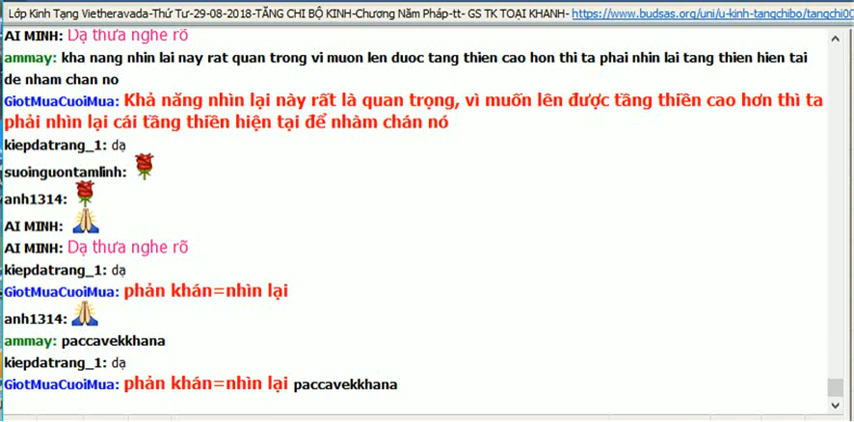 Lớp Kinh Tạng Vietheravada-Thứ Tư-29-08-2018-TĂNG CHI BỘ KINH-Chương Năm Pháp-tt- GS TK TOẠI KHANH- https://www.budsas.org/uni/u-kinh-tangchibo/tangchi00
AI MINH: Dạ thưa nghe rõ
ammay: kha nang nhin lai nay rat quan trong vi muon len duoc tang thien cao hon thi ta phai nhin lai tang thien hien tai
de nham chan no
GiotMuaCuoiMua: Khả năng nhìn lại này rất là quan trọng, vì muốn lên được tầng thiền cao hơn thì ta
phải nhìn lại cái tầng thiền hiện tại để nhàm chán nó
kiepdatrang_1: dạ
suoinguontamlinh:
anh1314:
AI MINH:
AI MINH: Dạ thưa nghe rõ
kiepdatrang_1: dạ
GiotMuaCuoiMua: phản khán=nhìn lại
anh1314:
ammay: paccavekkhana
kiepdatrang_1: dạ
GiotMuaCuoiMua: phản khán=nhìn lại paccavekkhana